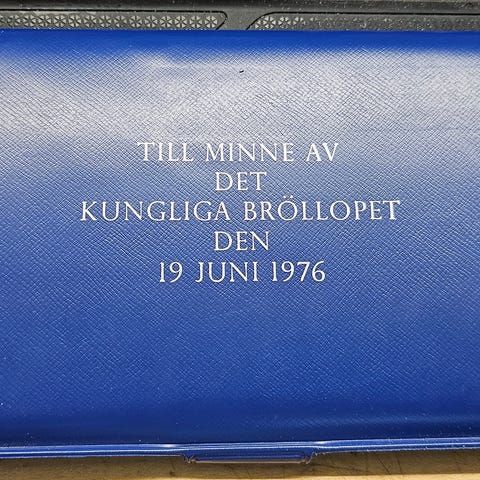 TILL MINNE AV
DET
KUNGLIGA BRÖLLOPET
DEN
19 JUNI 1976